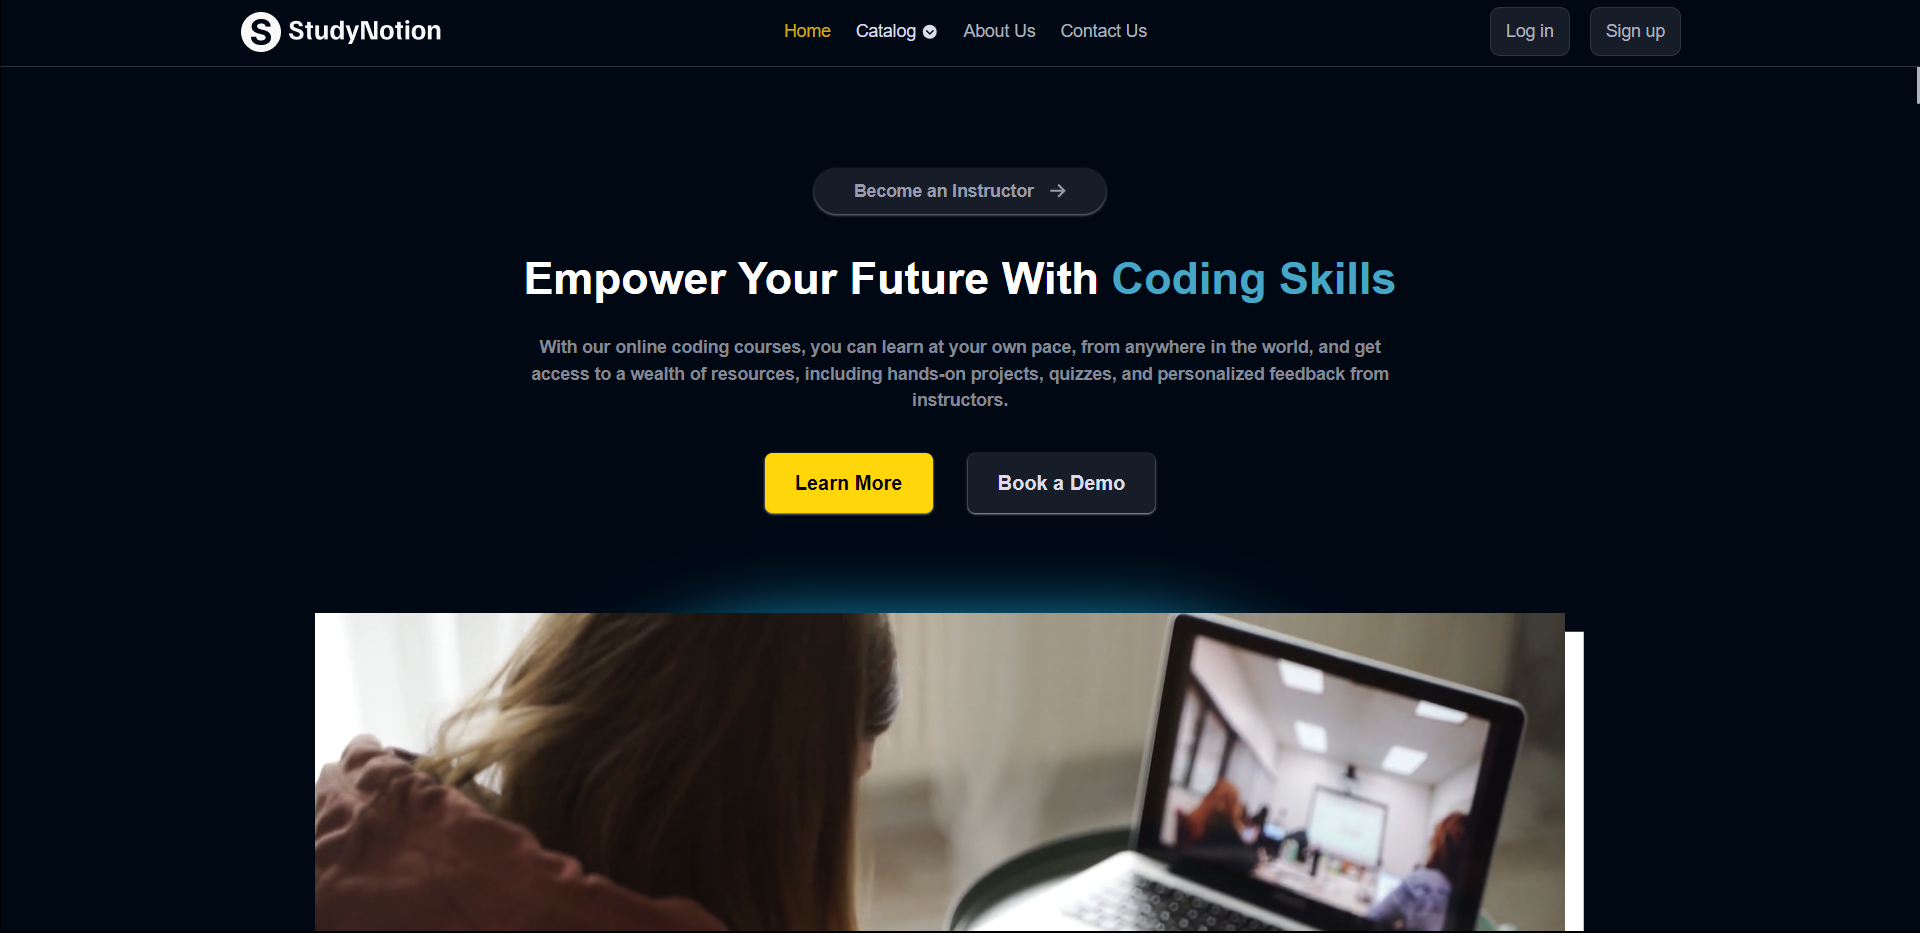 S StudyNotion
Home Catalog About Us Contact Us
Log in Sign up
Become an Instructor →
Empower Your Future With Coding Skills
With our online coding courses, you can learn at your own pace, from anywhere in the world, and get
access to a wealth of resources, including hands-on projects, quizzes, and personalized feedback from
instructors.
Learn More Book a Demo